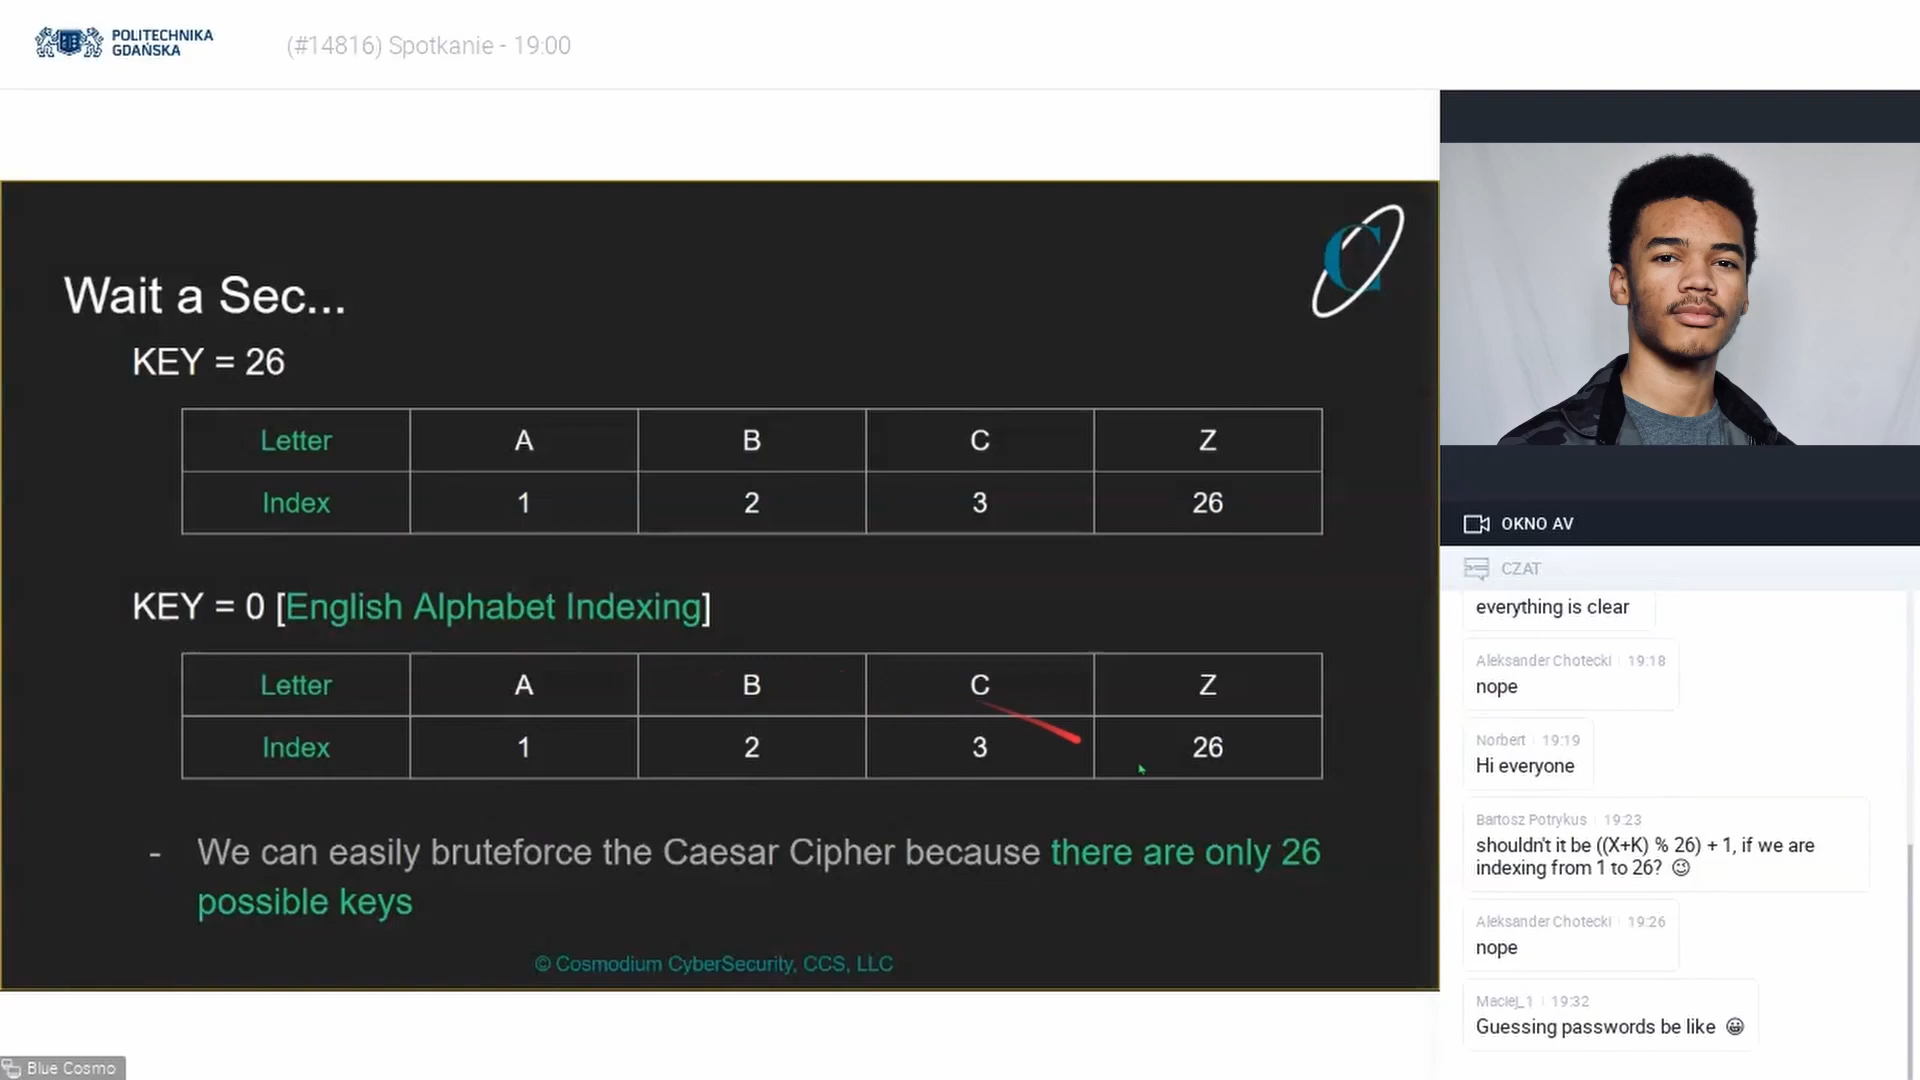 POLITECHNIKA
GDAŃSKA
(#14816) Spotkanie - 19:00
Wait a Sec...
KEY = 26
Letter A B C Z
Index 1 2 3 26
KEY = 0 [English Alphabet Indexing]
Letter A B C Z
Index 1 2 3 26
- We can easily bruteforce the Caesar Cipher because there are only 26
possible keys
© Cosmodium CyberSecurity, CCS, LLC
Blue Cosmo
C
OKNO AV
CZAT
everything is clear
Aleksander Chotecki 19:18
nope
Norbert 19:19
Hi everyone
Bartosz Potrykus 19:23
shouldn't it be ((X+K) % 26) + 1, if we are
indexing from 1 to 26? 😉
Aleksander Chotecki 19:26
nope
Maciej_1 19:32
Guessing passwords be like 😀